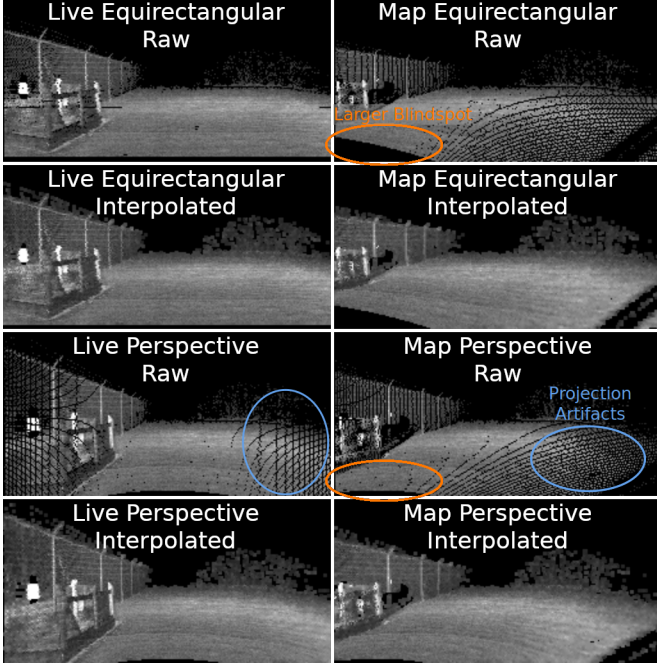 Live Equirectangular
Raw
Map Equirectangular
Raw
Larger Blindspot
Live Equirectangular
Interpolated
Map Equirectangular
Interpolated
Live Perspective
Raw
Map Perspective
Raw
Projection
Artifacts
Live Perspective
Interpolated
Map Perspective
Interpolated